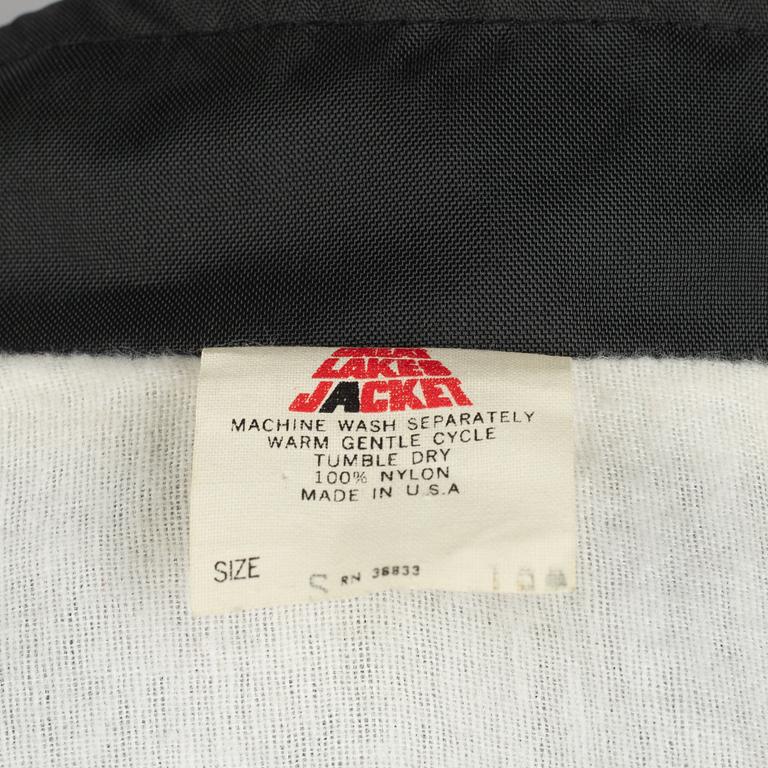 GREAT
LAKES
JACKET
MACHINE WASH SEPARATELY
WARM GENTLE CYCLE
TUMBLE DRY
100% NYLON
MADE IN U.S.A
SIZE S RN 36833